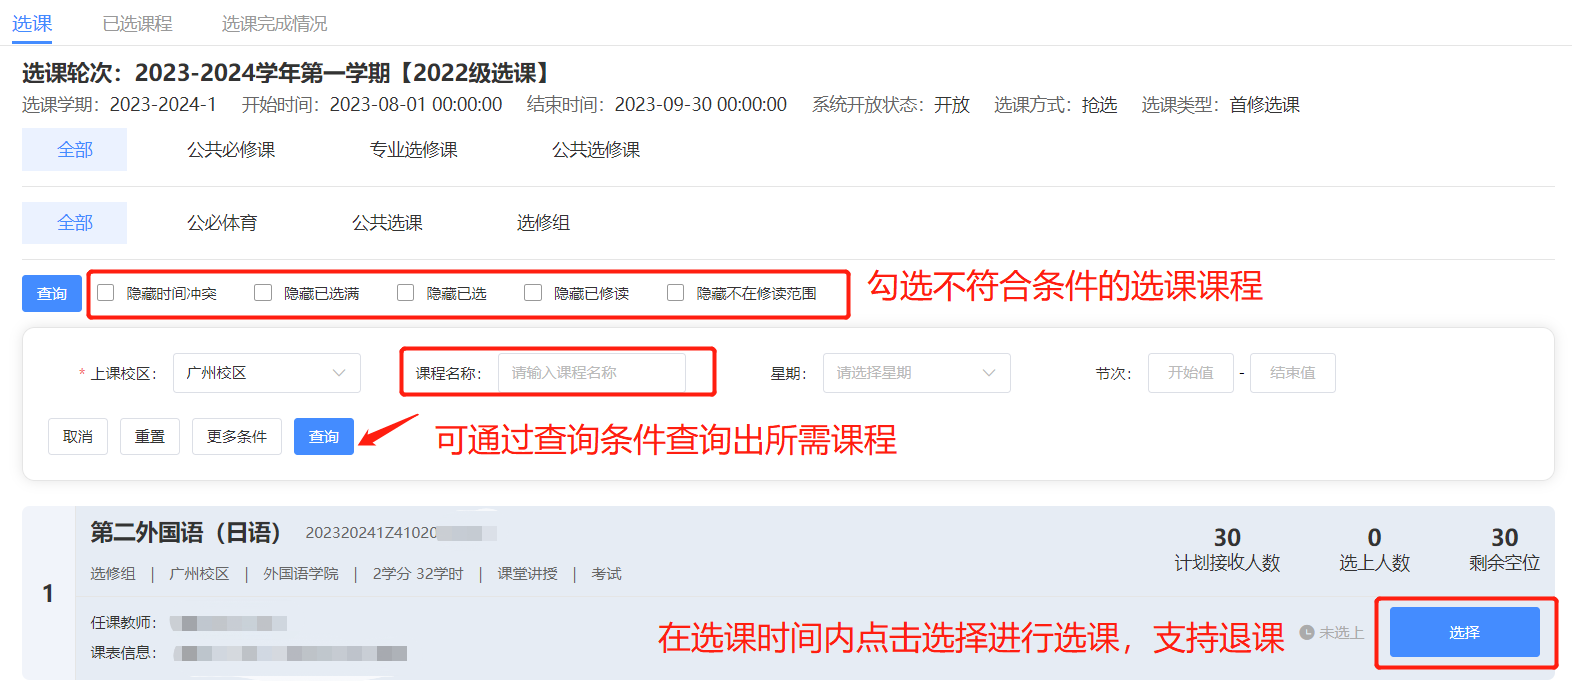 选课 已选课程 选课完成情况
选课轮次：2023-2024学年第一学期【2022级选课】
选课学期：2023-2024-1 开始时间：2023-08-01 00:00:00 结束时间：2023-09-30 00:00:00 系统开放状态：开放 选课方式：抢选 选课类型：首修选课
全部 公共必修课 专业选修课 公共选修课
全部 公必体育 公共选课 选修组
查询 隐藏时间冲突 隐藏已选满 隐藏已选 隐藏已修读 隐藏不在修读范围 勾选不符合条件的选课课程
* 上课校区： 广州校区 课程名称： 请输入课程名称 星期： 请选择星期 节次： 开始值 - 结束值
取消 重置 更多条件 查询 可通过查询条件查询出所需课程
第二外国语（日语） 202320241Z41020 30 0 30
计划接收人数 选上人数 剩余空位
选修组 | 广州校区 | 外国语学院 | 2学分 32学时 | 课堂讲授 | 考试
1
任课教师：
在选课时间内点击选择进行选课，支持退课 未选上 选择
课表信息：